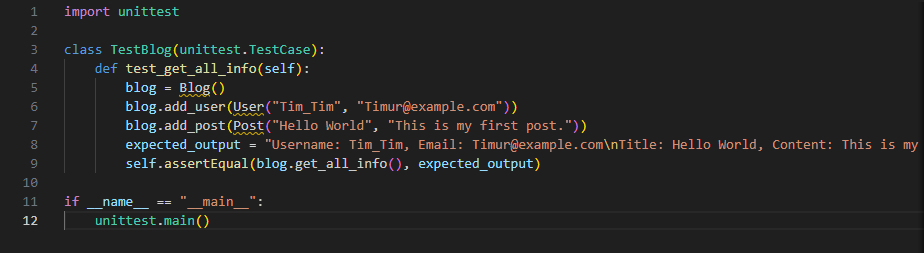 1 import unittest
2
3 class TestBlog(unittest.TestCase):
4     def test_get_all_info(self):
5         blog = Blog()
6         blog.add_user(User("Tim_Tim", "Timur@example.com"))
7         blog.add_post(Post("Hello World", "This is my first post."))
8         expected_output = "Username: Tim_Tim, Email: Timur@example.com\nTitle: Hello World, Content: This is my
9         self.assertEqual(blog.get_all_info(), expected_output)
10
11 if __name__ == "__main__":
12     unittest.main()